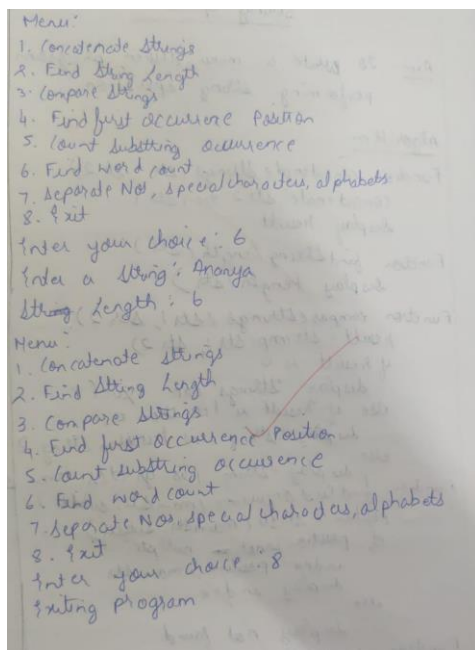 Menu:
1. Concatenate Strings
2. Find String Length
3. Compare Strings
4. Find first occurrence Position
5. Count substring occurrence
6. Find word count
7. Separate Nos, special characters, alphabets
8. Exit
Enter your choice: 6
Enter a string: Ananya
String Length: 6
Menu:
1. Concatenate strings
2. Find String Length
3. Compare Strings
4. Find first occurrence Position
5. Count substring occurrence
6. Find word count
7. Separate Nos, special characters, alphabets
8. Exit
Enter your choice: 8
Exiting program